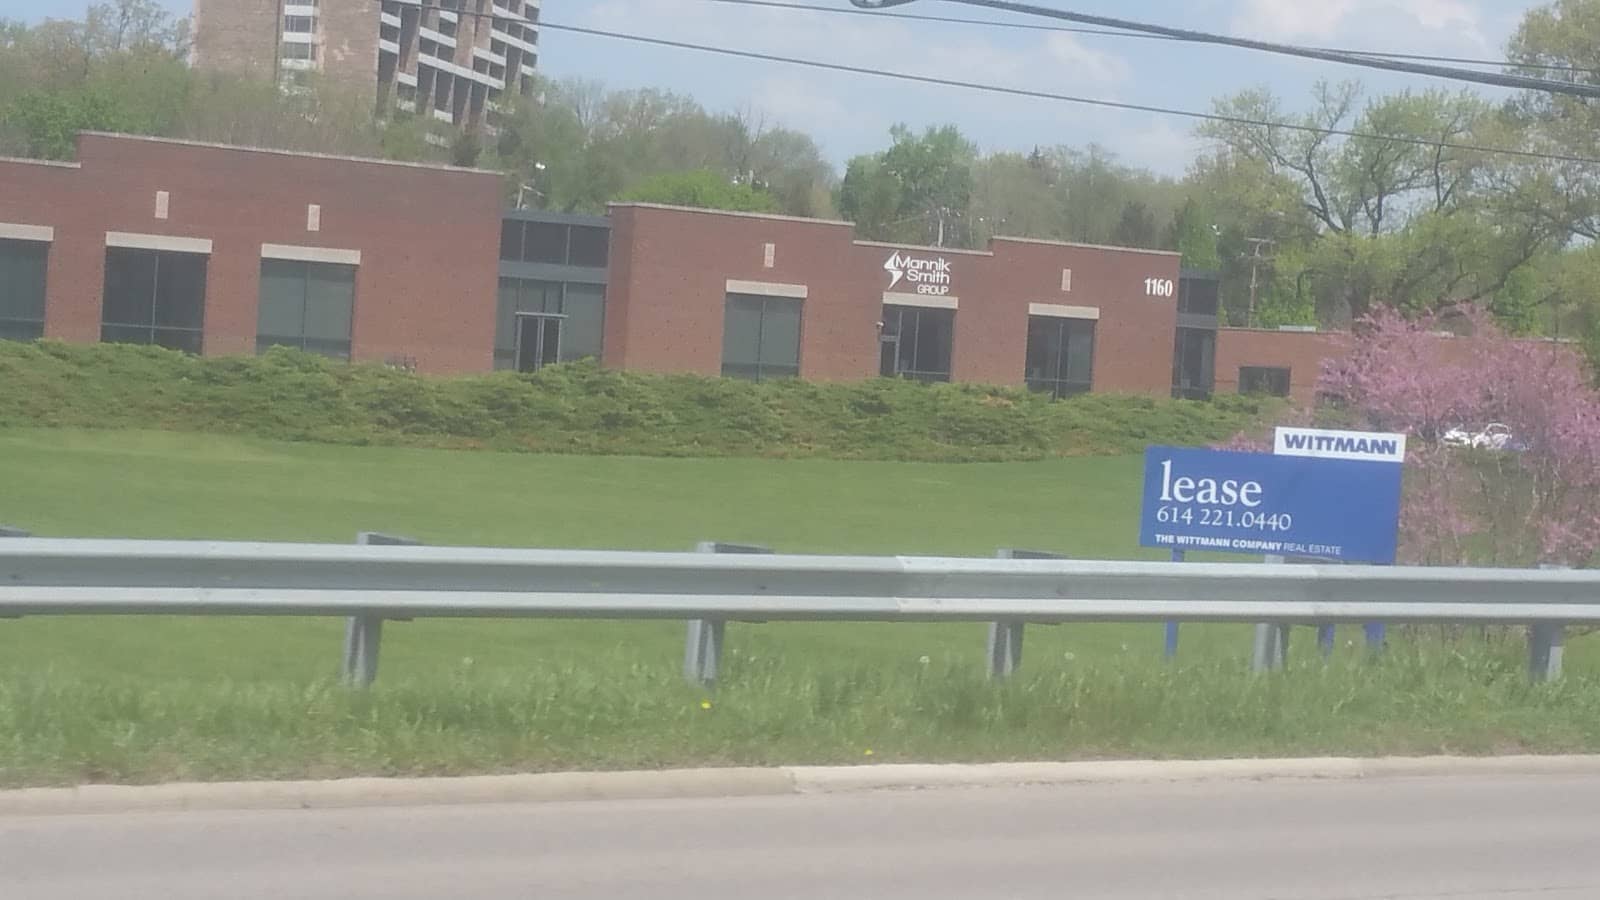 Mannik
Smith
GROUP
1160
WITTMANN
lease
614 221.0440
THE WITTMANN COMPANY REAL ESTATE